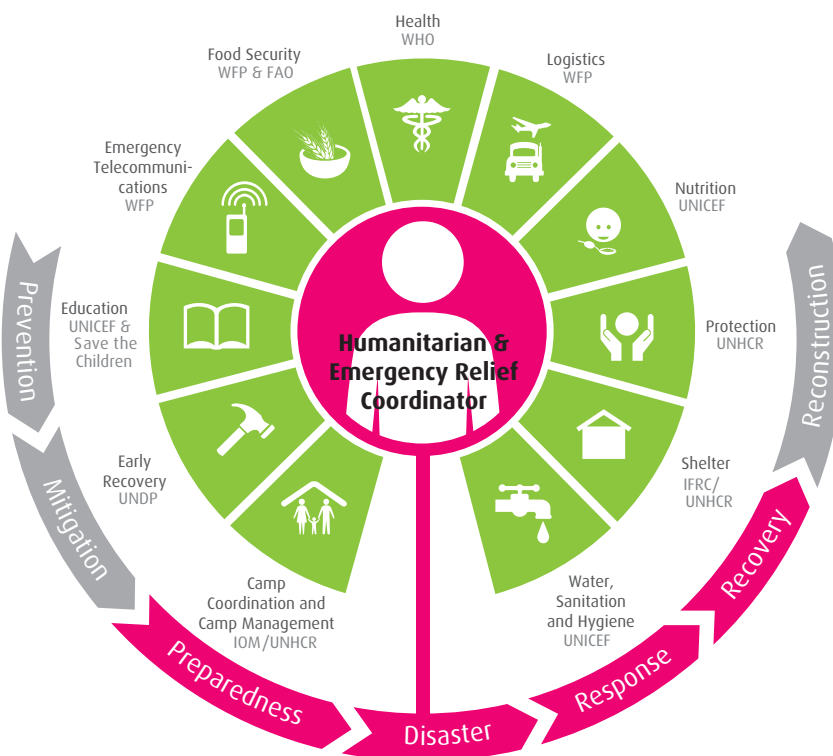 Health
WHO
Food Security
WFP & FAO
Logistics
WFP
Emergency
Telecommuni-
cations
WFP
Nutrition
UNICEF
Education
UNICEF &
Save the
Children
Protection
UNHCR
Humanitarian &
Emergency Relief
Coordinator
Early
Recovery
UNDP
Shelter
IFRC/
UNHCR
Camp
Coordination and
Camp Management
IOM/UNHCR
Water,
Sanitation
and Hygiene
UNICEF
Prevention
Mitigation
Preparedness
Disaster
Response
Recovery
Reconstruction